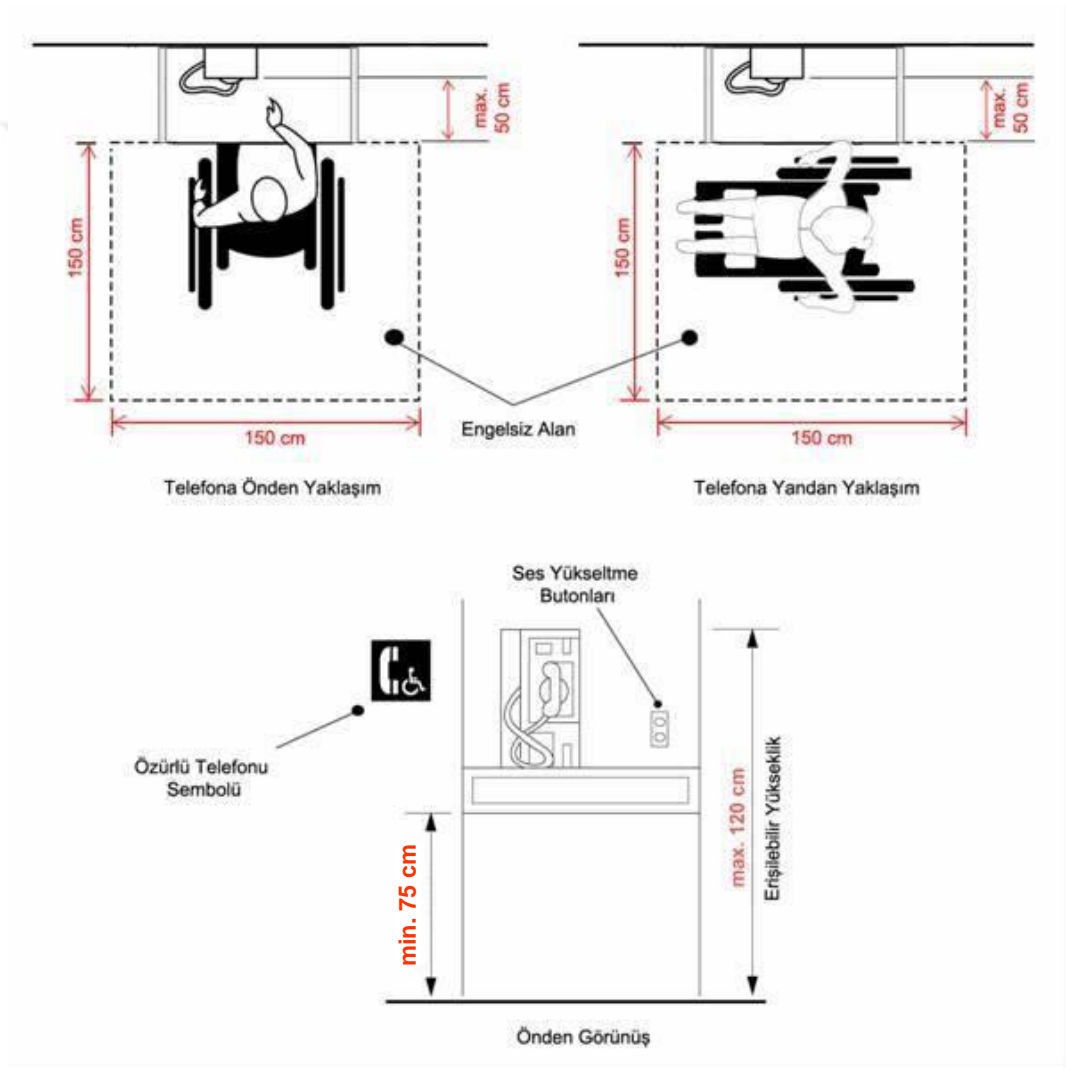 max.
50 cm
max.
50 cm
150 cm
150 cm
150 cm
150 cm
Engelsiz Alan
Telefona Önden Yaklaşım
Telefona Yandan Yaklaşım
Ses Yükseltme
Butonları
Özürlü Telefonu
Sembolü
min. 75 cm
max. 120 cm
Erişilebilir Yükseklik
Önden Görünüş